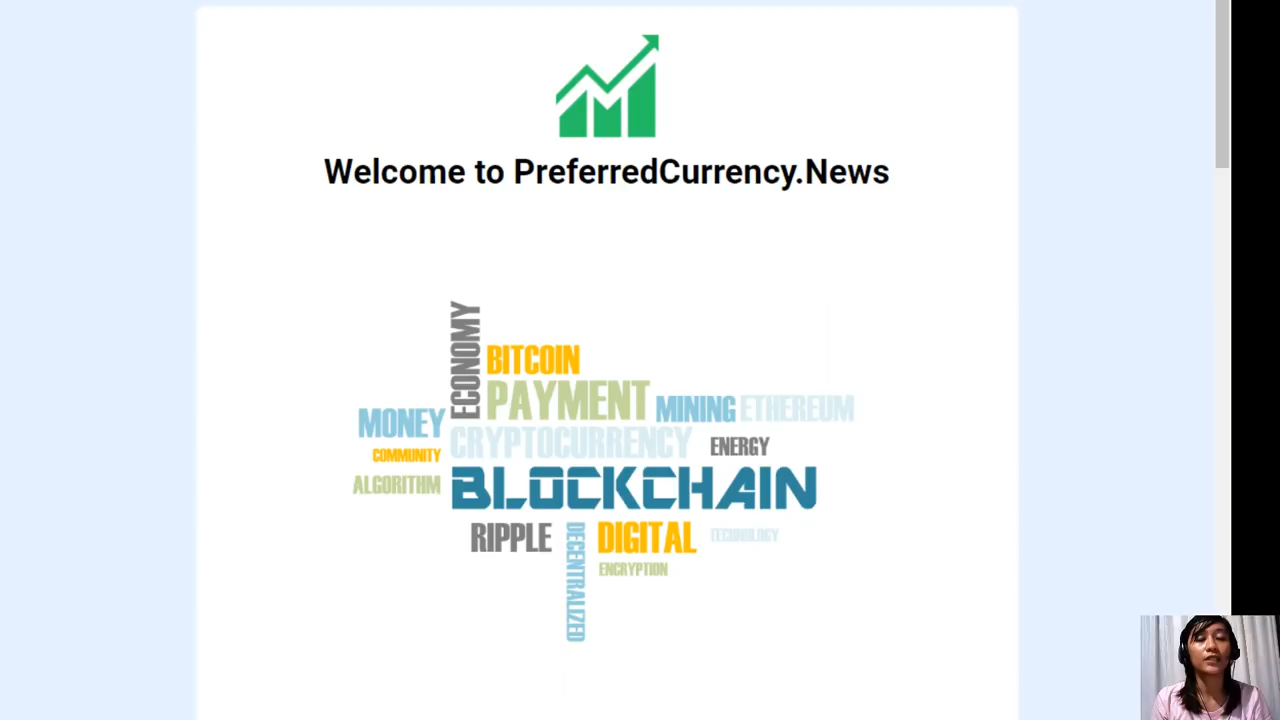 Welcome to PreferredCurrency.News
ECONOMY
BITCOIN
PAYMENT
MONEY
MINING
ETHEREUM
CRYPTOCURRENCY
ENERGY
COMMUNITY
ALGORITHM
BLOCKCHAIN
RIPPLE
DECENTRALIZED
DIGITAL
TECHNOLOGY
ENCRYPTION